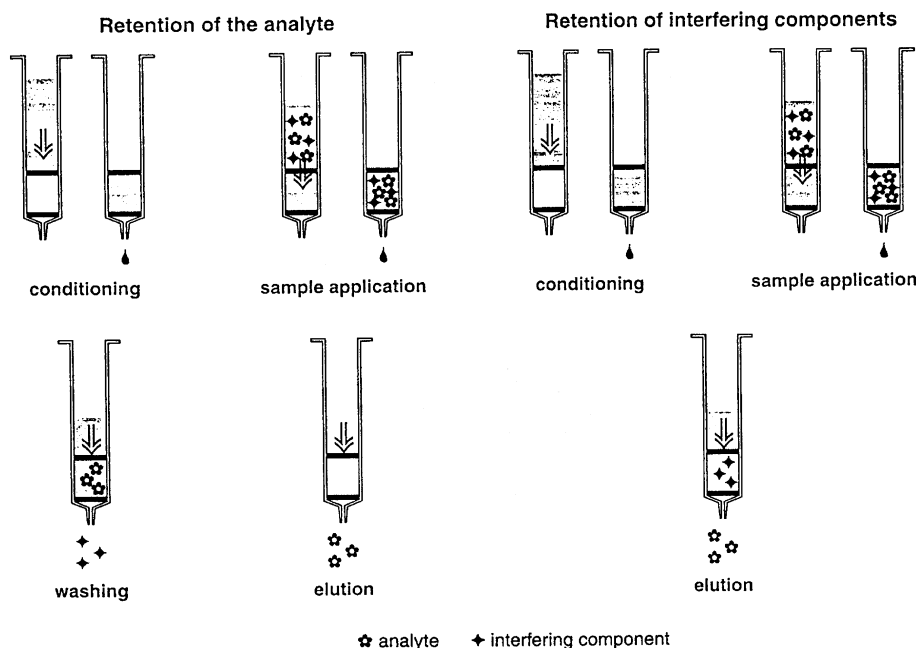 Retention of the analyte
Retention of interfering components
conditioning
sample application
conditioning
sample application
washing
elution
elution
analyte
interfering component